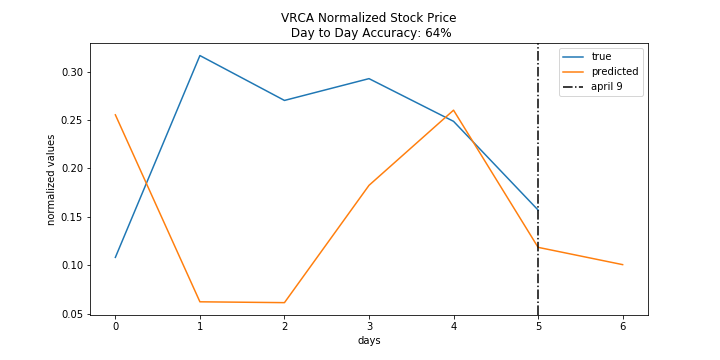 VRCA Normalized Stock Price
Day to Day Accuracy: 64%
true
predicted
april 9
normalized values
0.30
0.25
0.20
0.15
0.10
0.05
0 1 2 3 4 5 6
days